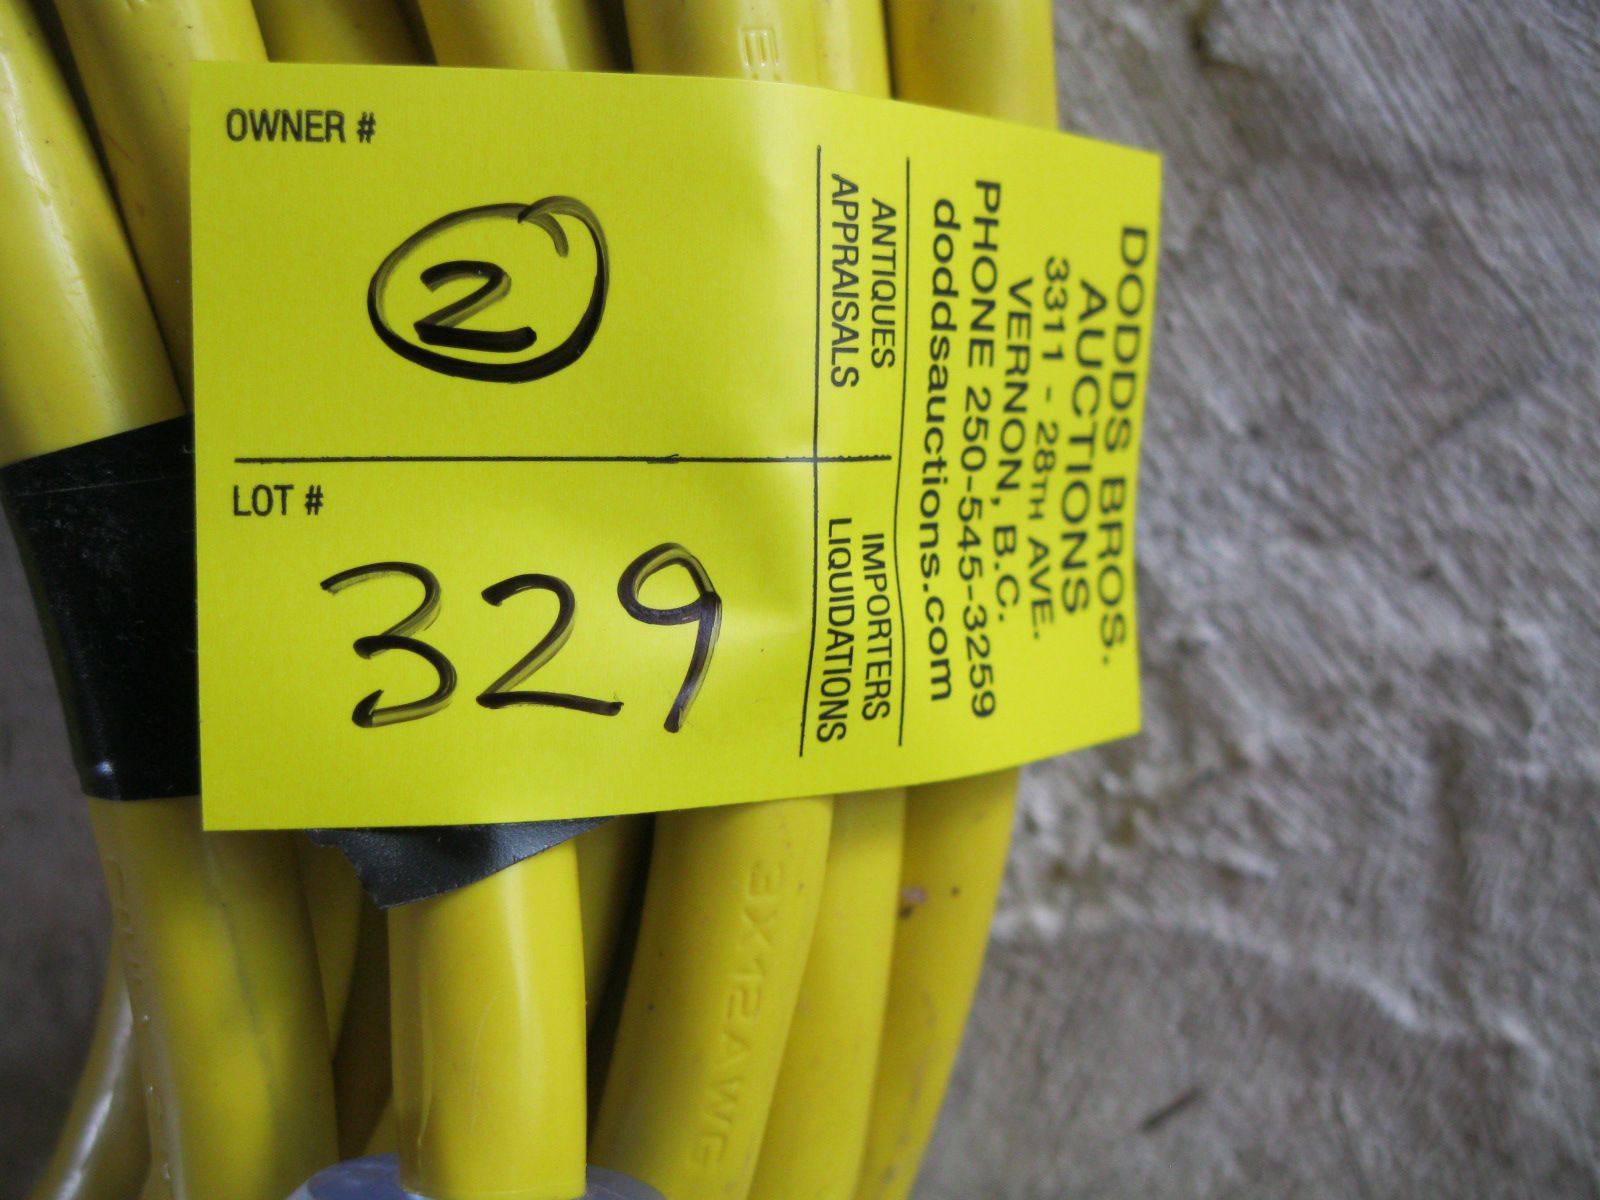 OWNER #
2
LOT #
329
DODDS BROS.
AUCTIONS
3311 - 28TH AVE.
VERNON, B.C.
PHONE 250-545-3259
doddsauctions.com
ANTIQUES
APPRAISALS
IMPORTERS
LIQUIDATIONS
3X12AWG